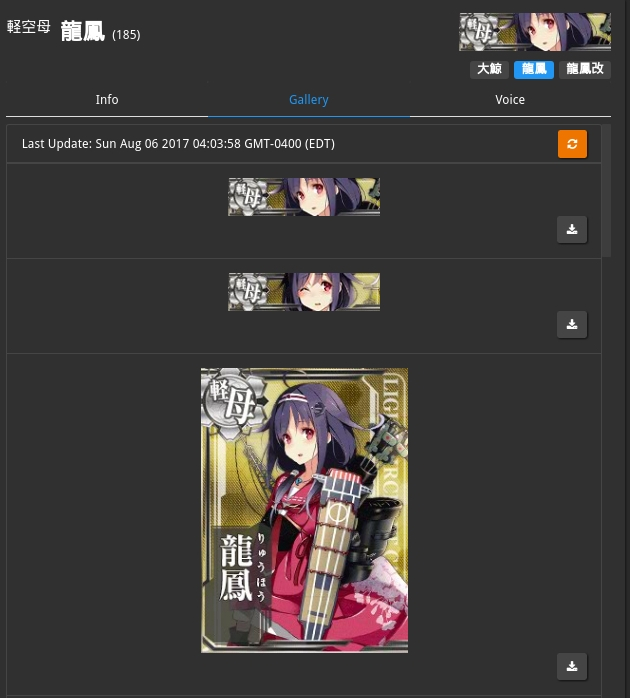 軽空母 龍鳳 (185)
軽母
大鯨 龍鳳 龍鳳改
Info Gallery Voice
Last Update: Sun Aug 06 2017 04:03:58 GMT-0400 (EDT)
軽母
軽母
軽母
龍鳳
りゅうほう